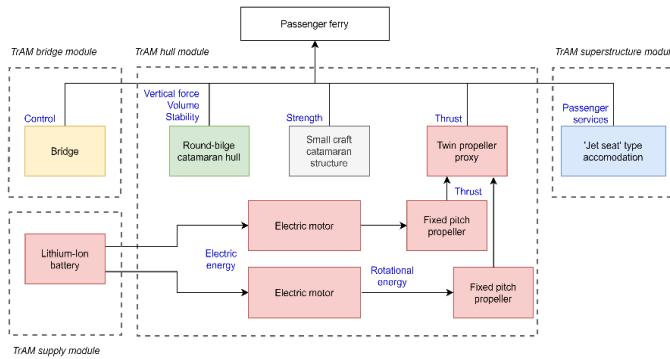 Passenger ferry
TrAM bridge module
TrAM hull module
TrAM superstructure modul
Control
Vertical force
Volume
Stability
Strength
Thrust
Passenger
services
Bridge
Round-bilge
catamaran hull
Small craft
catamaran
structure
Twin propeller
proxy
'Jet seat' type
accomodation
Thrust
Lithium-Ion
battery
Electric motor
Fixed pitch
propeller
Electric
energy
Electric motor
Rotational
energy
Fixed pitch
propeller
TrAM supply module